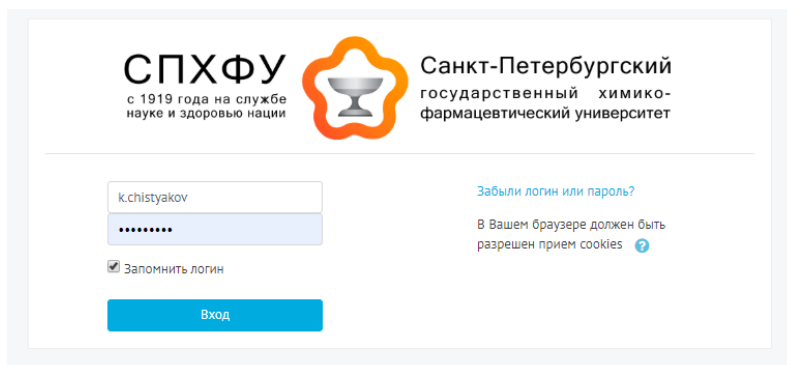 СПХФУ
с 1919 года на службе
науке и здоровью нации
Санкт-Петербургский
государственный химико-
фармацевтический университет
k.chistyakov
•••••••••
Запомнить логин
Вход
Забыли логин или пароль?
В Вашем браузере должен быть
разрешен прием cookies ?